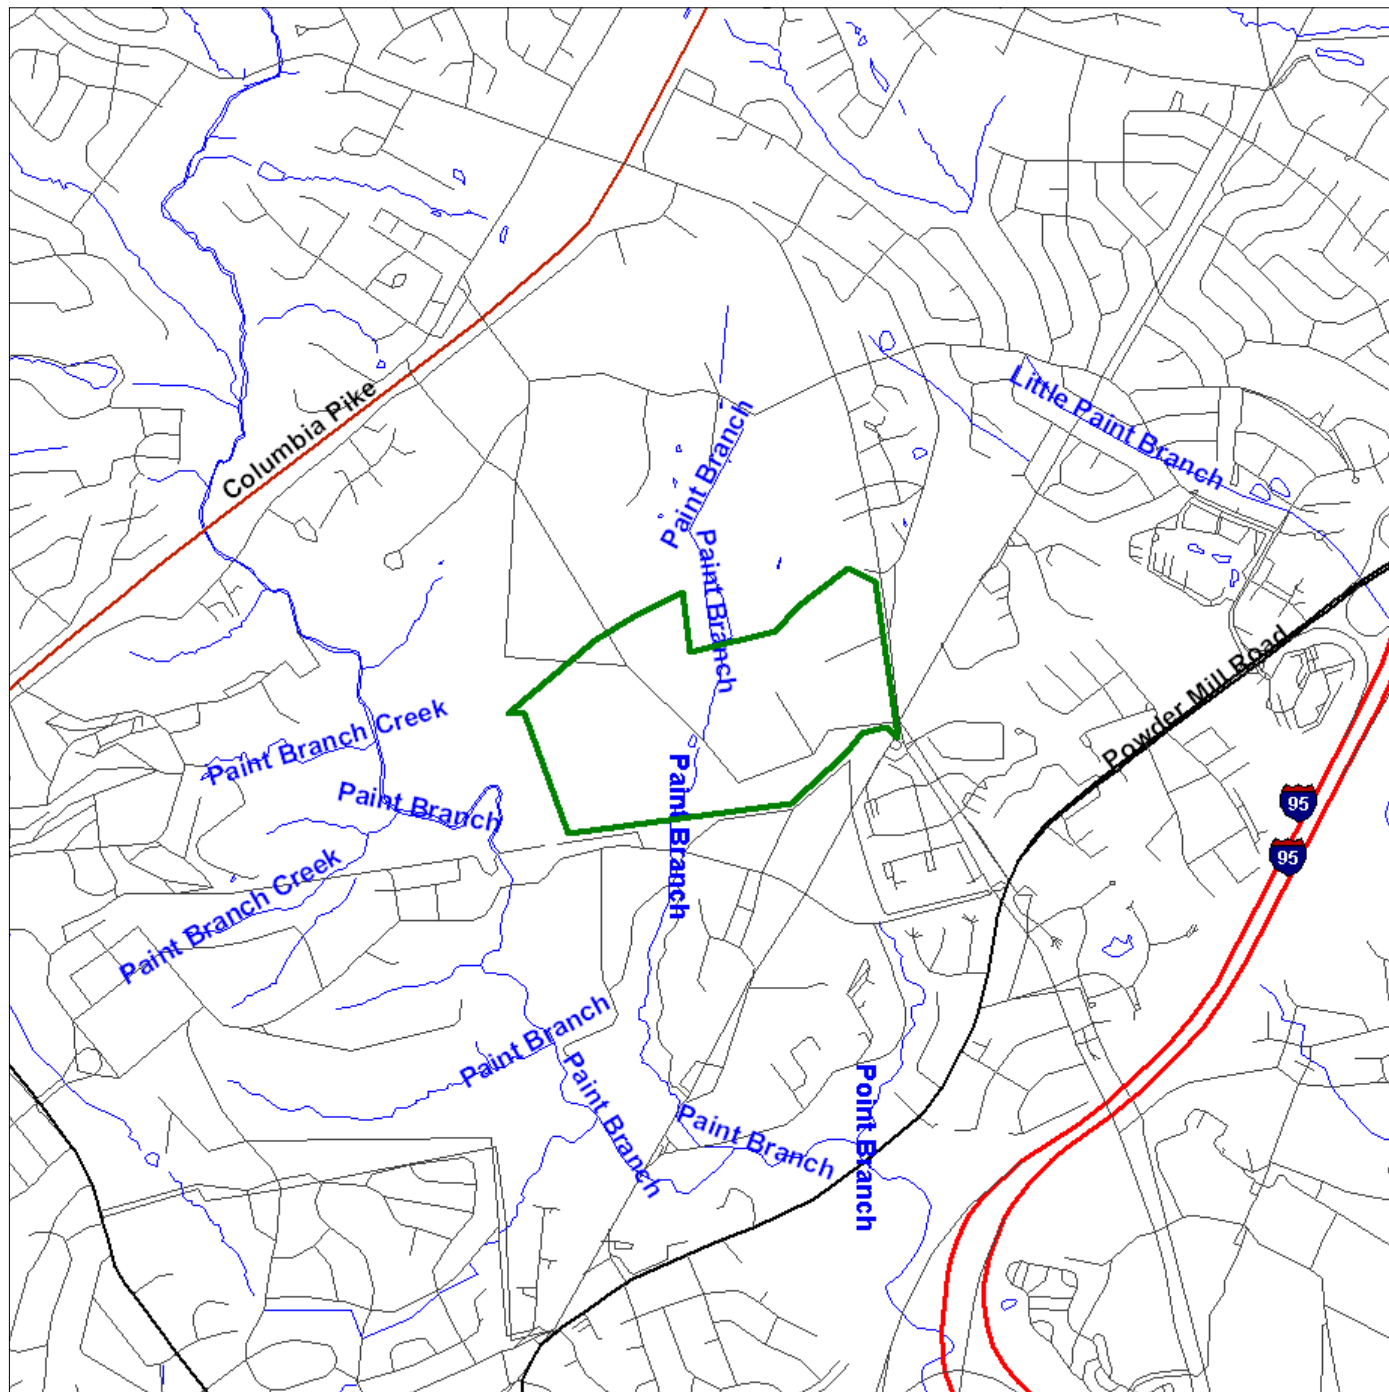 Columbia Pike
Little Paint Branch
Paint Branch
Paint Branch
Powder Mill Road
Paint Branch Creek
Paint Branch
Paint Branch
95
95
Paint Branch Creek
Paint Branch
Paint Branch
Paint Branch
Point Branch